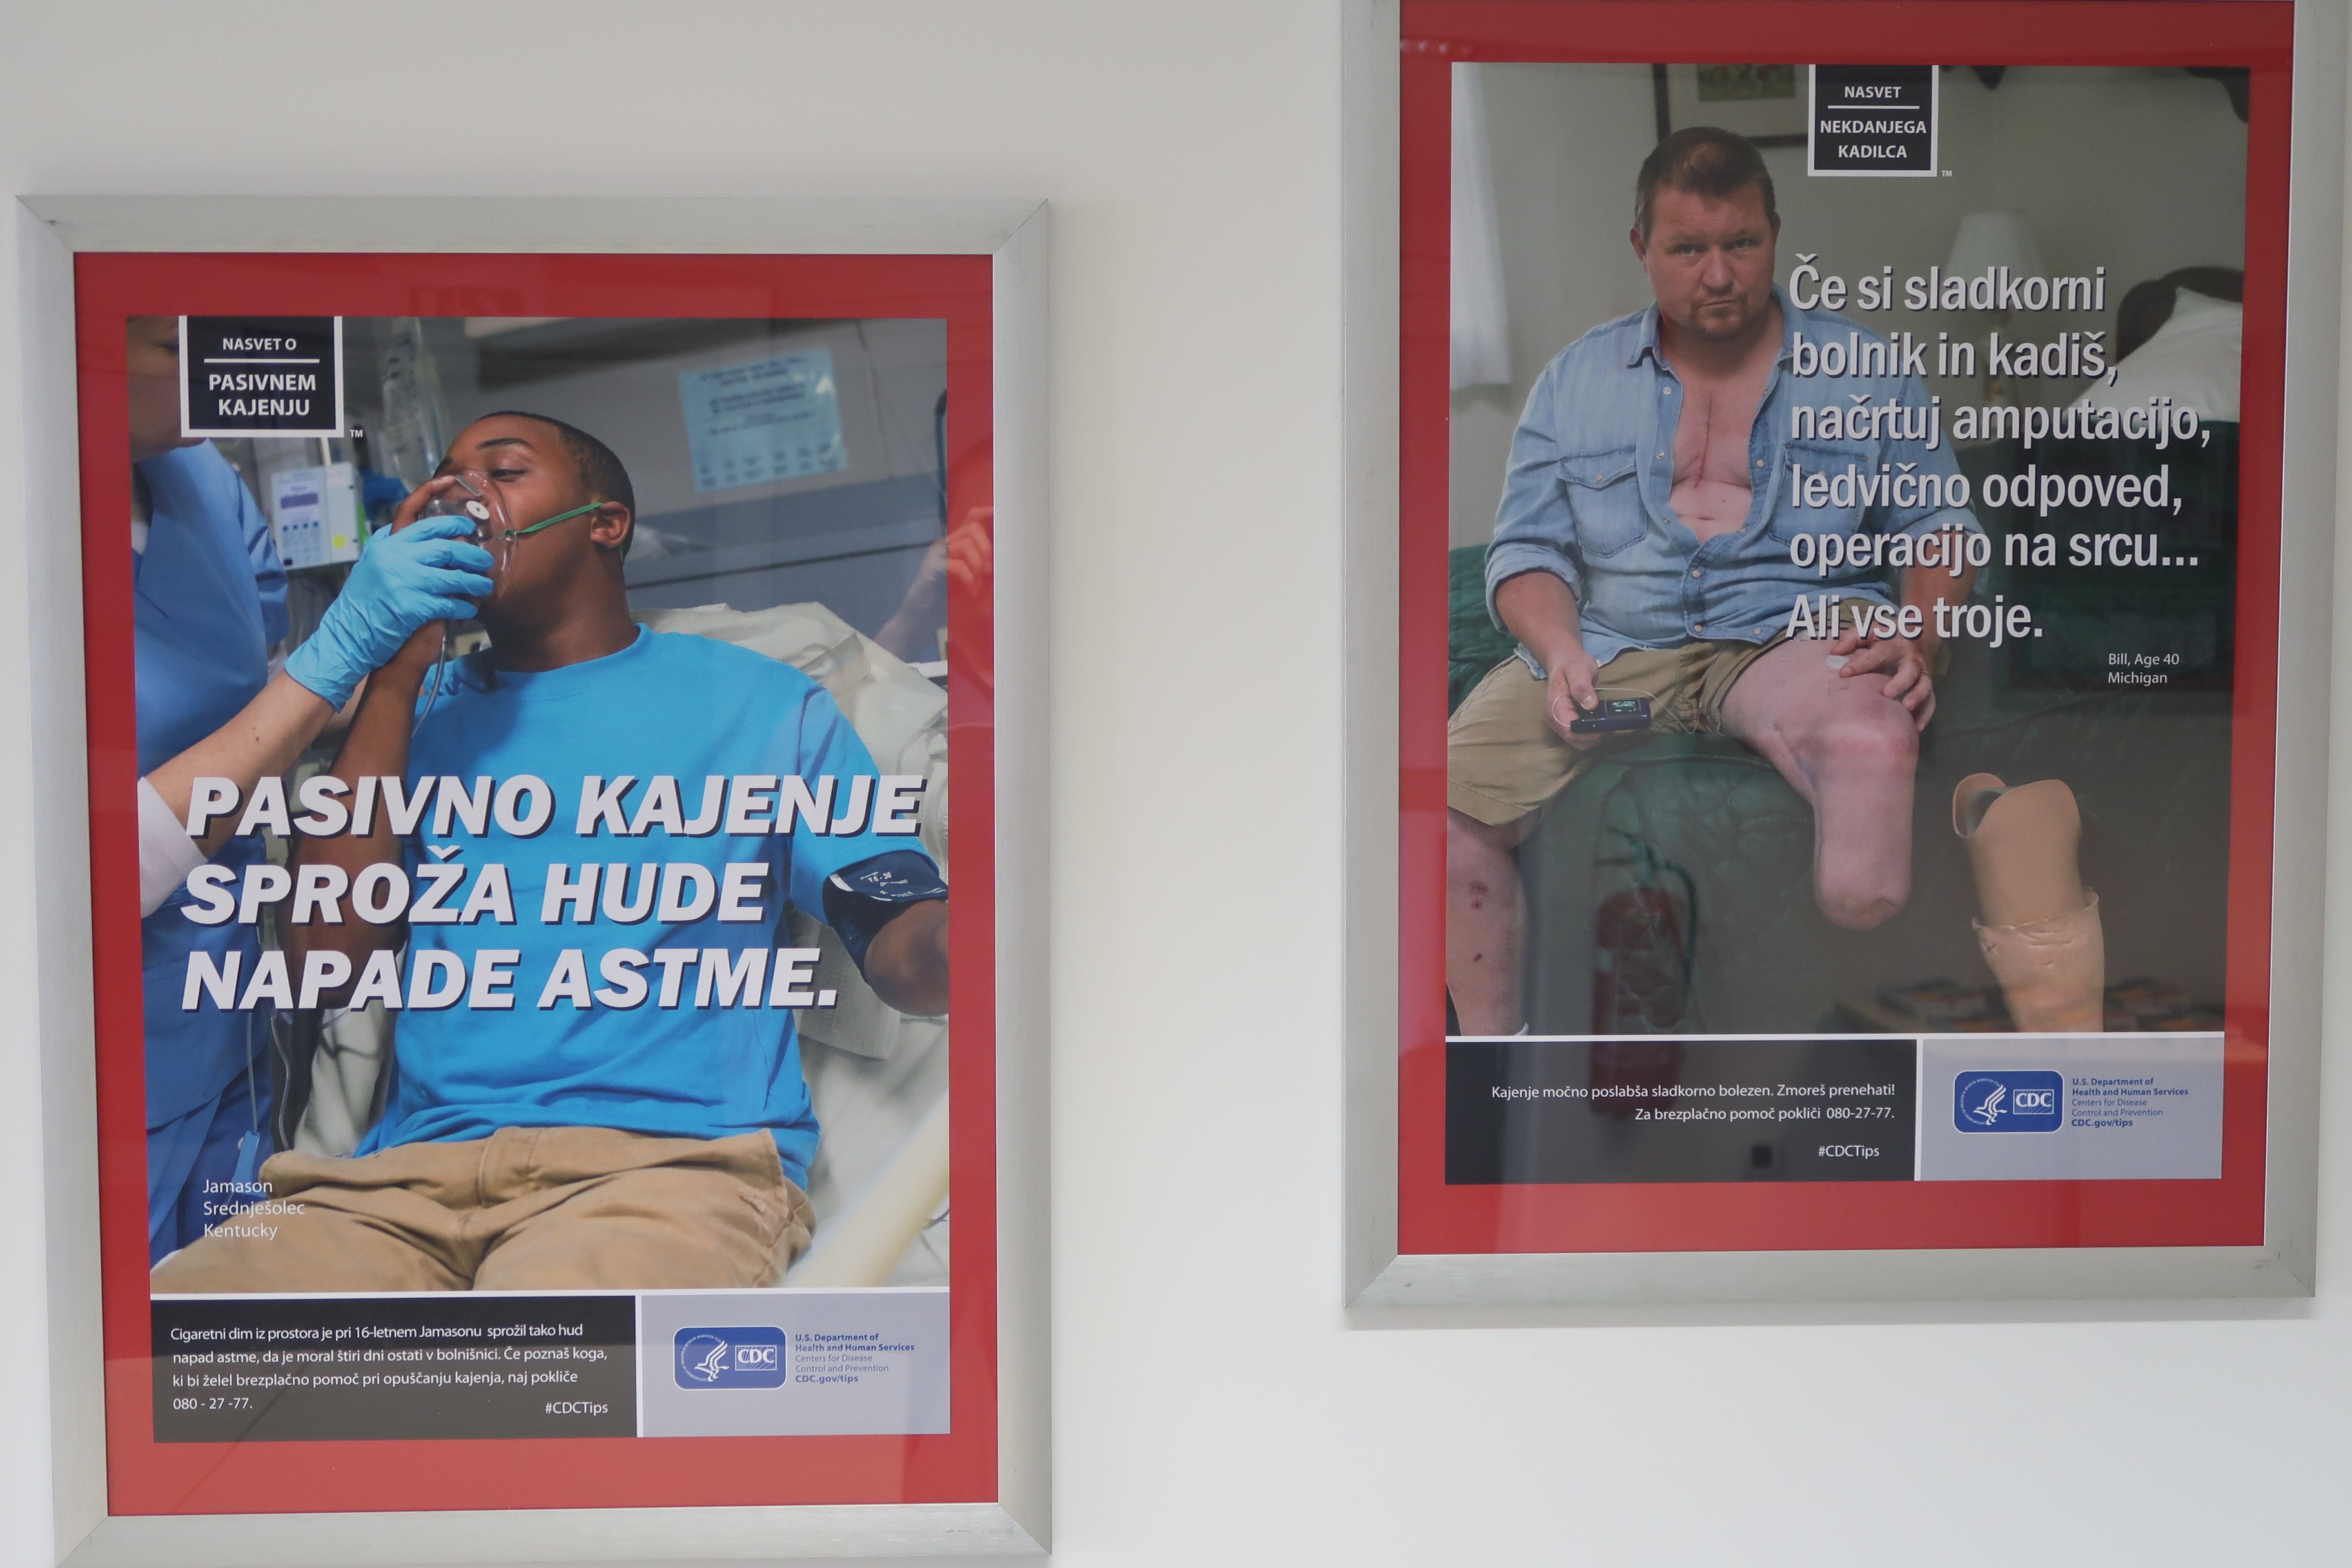 NASVET O
PASIVNEM
KAJENJU
TM
PASIVNO KAJENJE
SPROŽA HUDE
NAPADE ASTME.
Jamason
Srednješolec
Kentucky
Cigaretni dim iz prostora je pri 16-letnem Jamasonu sprožil tako hud
napad astme, da je moral štiri dni ostati v bolnišnici. Če poznaš koga,
ki bi želel brezplačno pomoč pri opuščanju kajenja, naj pokliče
080 - 27 -77.
#CDCTips
CDC
U.S. Department of
Health and Human Services
Centers for Disease
Control and Prevention
CDC.gov/tips
NASVET
NEKDANJEGA
KADILCA
TM
Če si sladkorni
bolnik in kadiš,
načrtuj amputacijo,
ledvično odpoved,
operacijo na srcu...
Ali vse troje.
Bill, Age 40
Michigan
Kajenje močno poslabša sladkorno bolezen. Zmoreš prenehati!
Za brezplačno pomoč pokliči 080-27-77.
#CDCTips
CDC
U.S. Department of
Health and Human Services
Centers for Disease
Control and Prevention
CDC.gov/tips